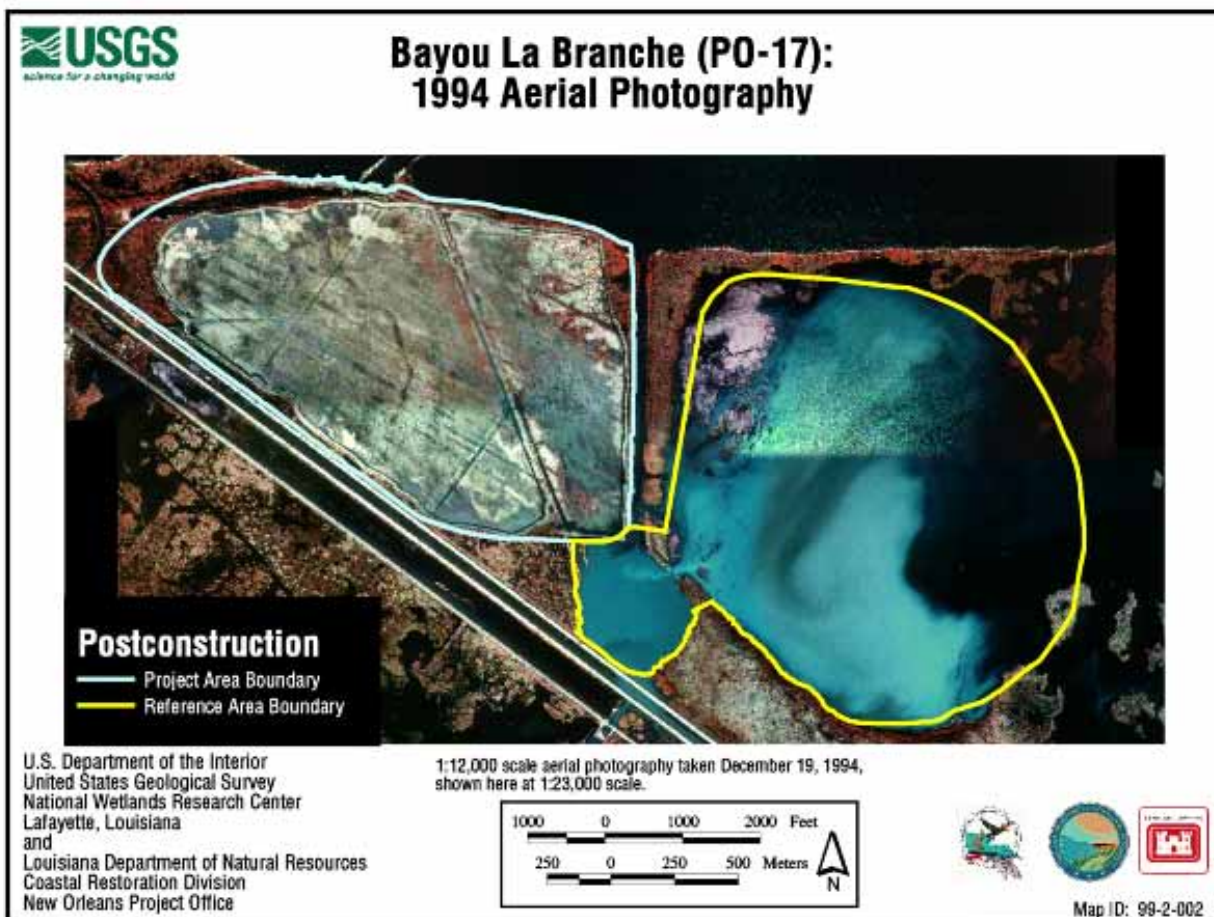 USGS
science for a changing world
Bayou La Branche (PO-17):
1994 Aerial Photography
Postconstruction
Project Area Boundary
Reference Area Boundary
U.S. Department of the Interior
United States Geological Survey
National Wetlands Research Center
Lafayette, Louisiana
and
Louisiana Department of Natural Resources
Coastal Restoration Division
New Orleans Project Office
1:12,000 scale aerial photography taken December 19, 1994,
shown here at 1:23,000 scale.
1000 0 1000 2000 Feet
250 0 250 500 Meters
N
Map ID: 99-2-002